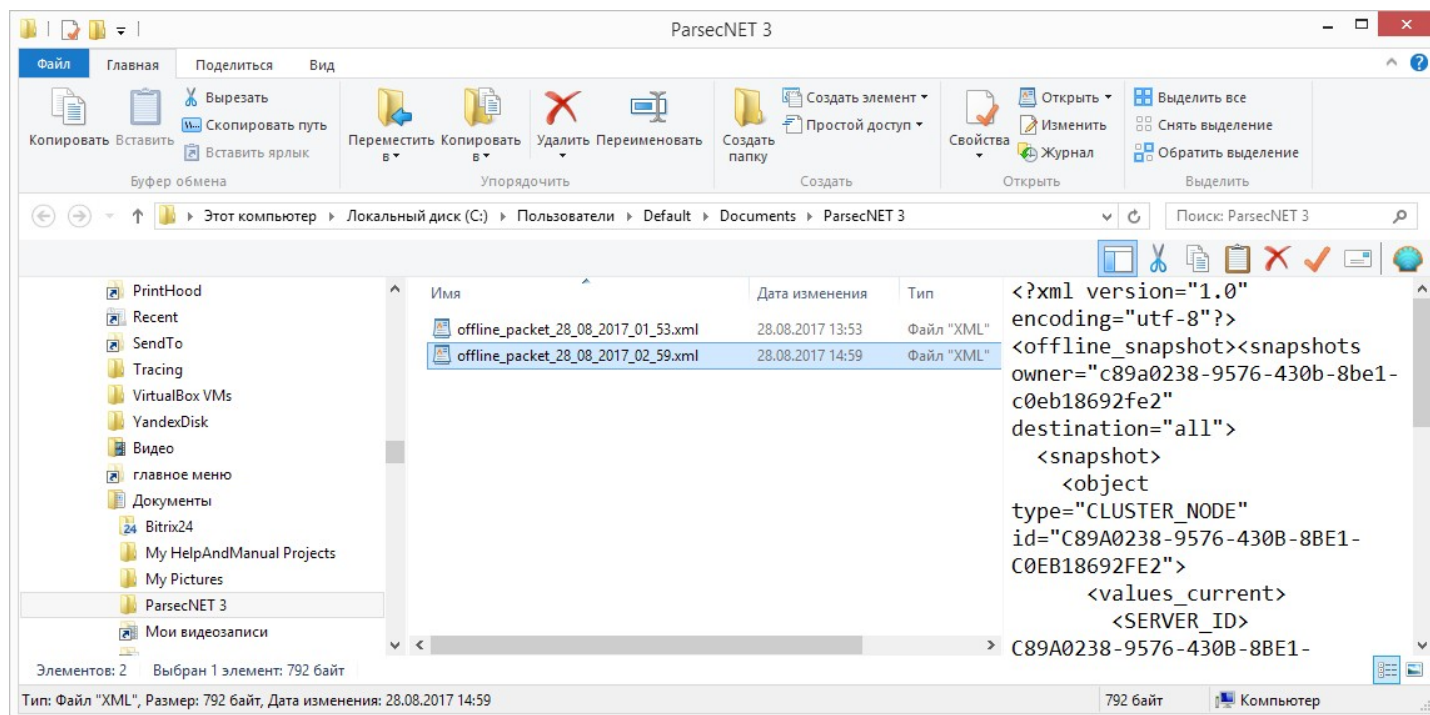 ParsecNET 3
Файл Главная Поделиться Вид
Копировать Вставить Вырезать Скопировать путь Вставить ярлык
Буфер обмена
Переместить в Копировать в Удалить Переименовать
Упорядочить
Создать папку Создать элемент Простой доступ
Создать
Свойства Открыть Изменить Журнал
Открыть
Выделить все Снять выделение Обратить выделение
Выделить
Этот компьютер Локальный диск (C:) Пользователи Default Documents ParsecNET 3
Поиск: ParsecNET 3
PrintHood
Recent
SendTo
Tracing
VirtualBox VMs
YandexDisk
Видео
главное меню
Документы
24 Bitrix24
My HelpAndManual Projects
My Pictures
ParsecNET 3
Мои видеозаписи
Имя Дата изменения Тип
offline_packet_28_08_2017_01_53.xml 28.08.2017 13:53 Файл "XML"
offline_packet_28_08_2017_02_59.xml 28.08.2017 14:59 Файл "XML"
<?xml version="1.0"
encoding="utf-8"?>
<offline_snapshot><snapshots
owner="c89a0238-9576-430b-8be1-
c0eb18692fe2"
destination="all">
<snapshot>
<object
type="CLUSTER_NODE"
id="C89A0238-9576-430B-8BE1-
C0EB18692FE2">
<values_current>
<SERVER_ID>
C89A0238-9576-430B-8BE1-
Элементов: 2 Выбран 1 элемент: 792 байт
Тип: Файл "XML", Размер: 792 байт, Дата изменения: 28.08.2017 14:59 792 байт Компьютер